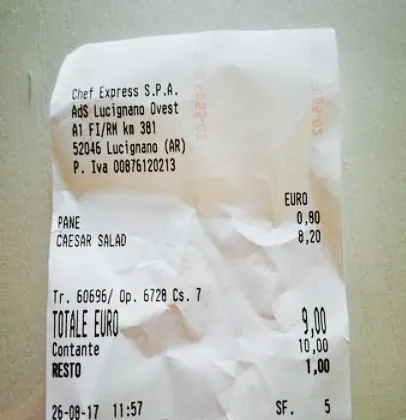 Chef Express S.P.A.
AdS Lucignano Ovest
A1 FI/RM km 381
52046 Lucignano (AR)
P. Iva 00876120213
EURO
PANE 0,80
CAESAR SALAD 8,20
Tr. 60696/ Op. 6728 Cs. 7
TOTALE EURO 9,00
Contante 10,00
RESTO 1,00
26-08-17 11:57 SF. 5